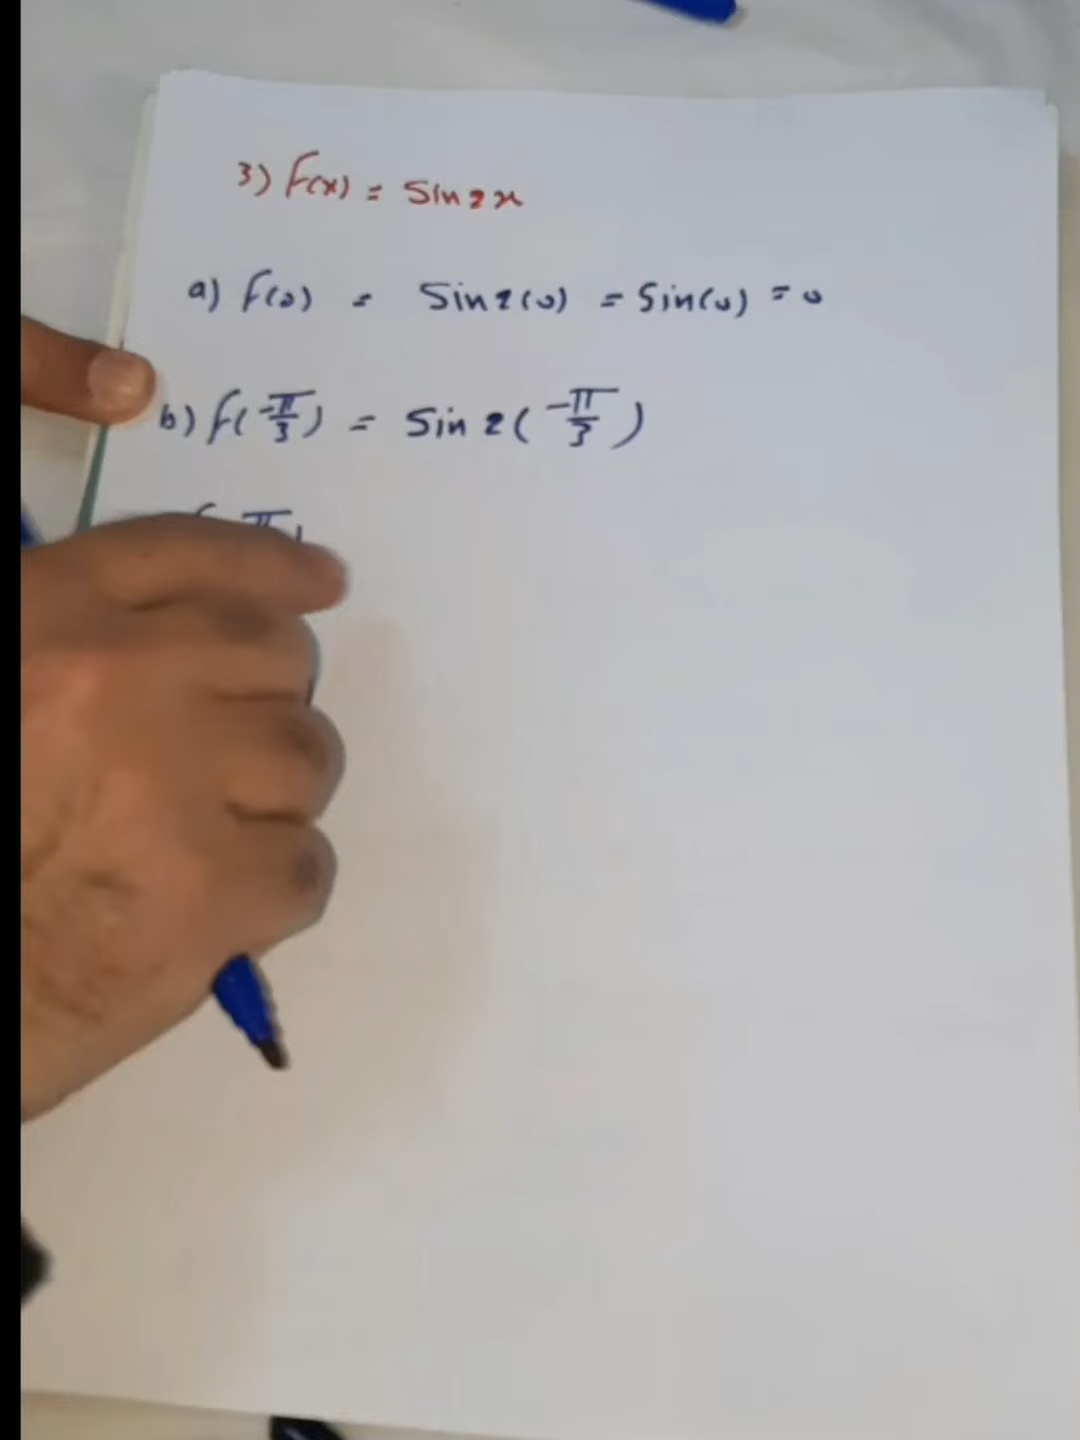 3) f(x) = Sin 2x
a) f(0) = Sin 2(0) = Sin(0) = 0
b) f(-π/3) = Sin 2(-π/3)